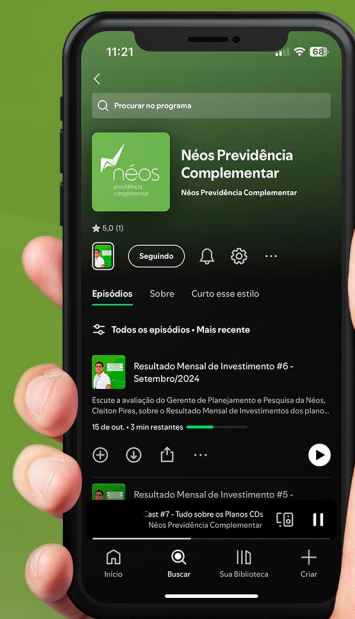 11:21
68
Procurar no programa
néos
previdência
complementar
Néos Previdência
Complementar
Néos Previdência Complementar
5,0 (1)
Seguindo
Episódios Sobre Curto esse estilo
Todos os episódios • Mais recente
Resultado Mensal de Investimento #6 -
Setembro/2024
Escute a avaliação do Gerente de Planejamento e Pesquisa da Néos,
Cleiton Pires, sobre o Resultado Mensal de Investimentos dos plano...
15 de out. • 3 min restantes
Resultado Mensal de Investimento #5 -
Cast #7 - Tudo sobre os Planos CDs
Néos Previdência Complementar
Início Buscar Sua Biblioteca Criar